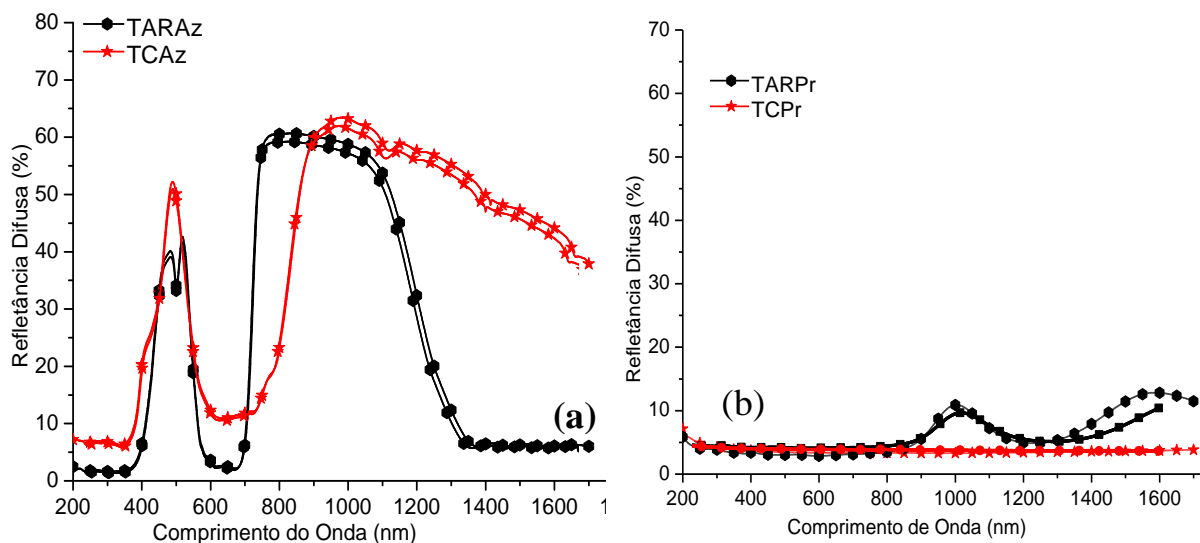 TARAz
TCAz
Refletância Difusa (%)
80
70
60
50
40
30
20
10
0
200 400 600 800 1000 1200 1400 1600 1
Comprimento do Onda (nm)
(a)
TARPr
TCPr
Refletância Difusa (%)
70
60
50
40
30
20
10
0
200 400 600 800 1000 1200 1400 1600
Comprimento de Onda (nm)
(b)